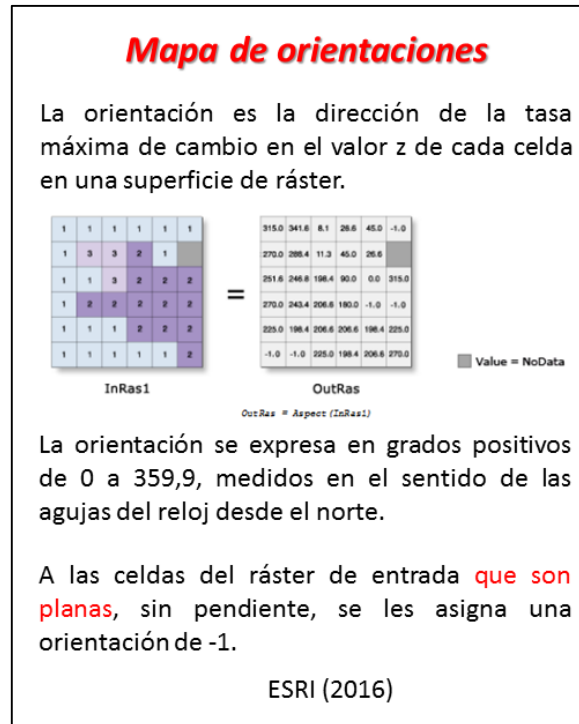 Mapa de orientaciones
La orientación es la dirección de la tasa
máxima de cambio en el valor z de cada celda
en una superficie de ráster.
1 1 1 1 1 1
1 3 3 2 1
1 1 3 2 2 2
1 2 2 2 2 2
1 1 1 2 2 2
1 1 1 1 1 2
InRas1
=
315.0 341.6 8.1 26.6 45.0 -1.0
270.0 288.4 11.3 45.0 26.6
251.6 246.8 198.4 90.0 0.0 315.0
270.0 243.4 206.6 180.0 -1.0 -1.0
225.0 198.4 206.6 206.6 198.4 225.0
-1.0 -1.0 225.0 198.4 206.6 270.0
OutRas
Value = NoData
OutRas = Aspect(InRas1)
La orientación se expresa en grados positivos
de 0 a 359,9, medidos en el sentido de las
agujas del reloj desde el norte.
A las celdas del ráster de entrada que son
planas, sin pendiente, se les asigna una
orientación de -1.
ESRI (2016)